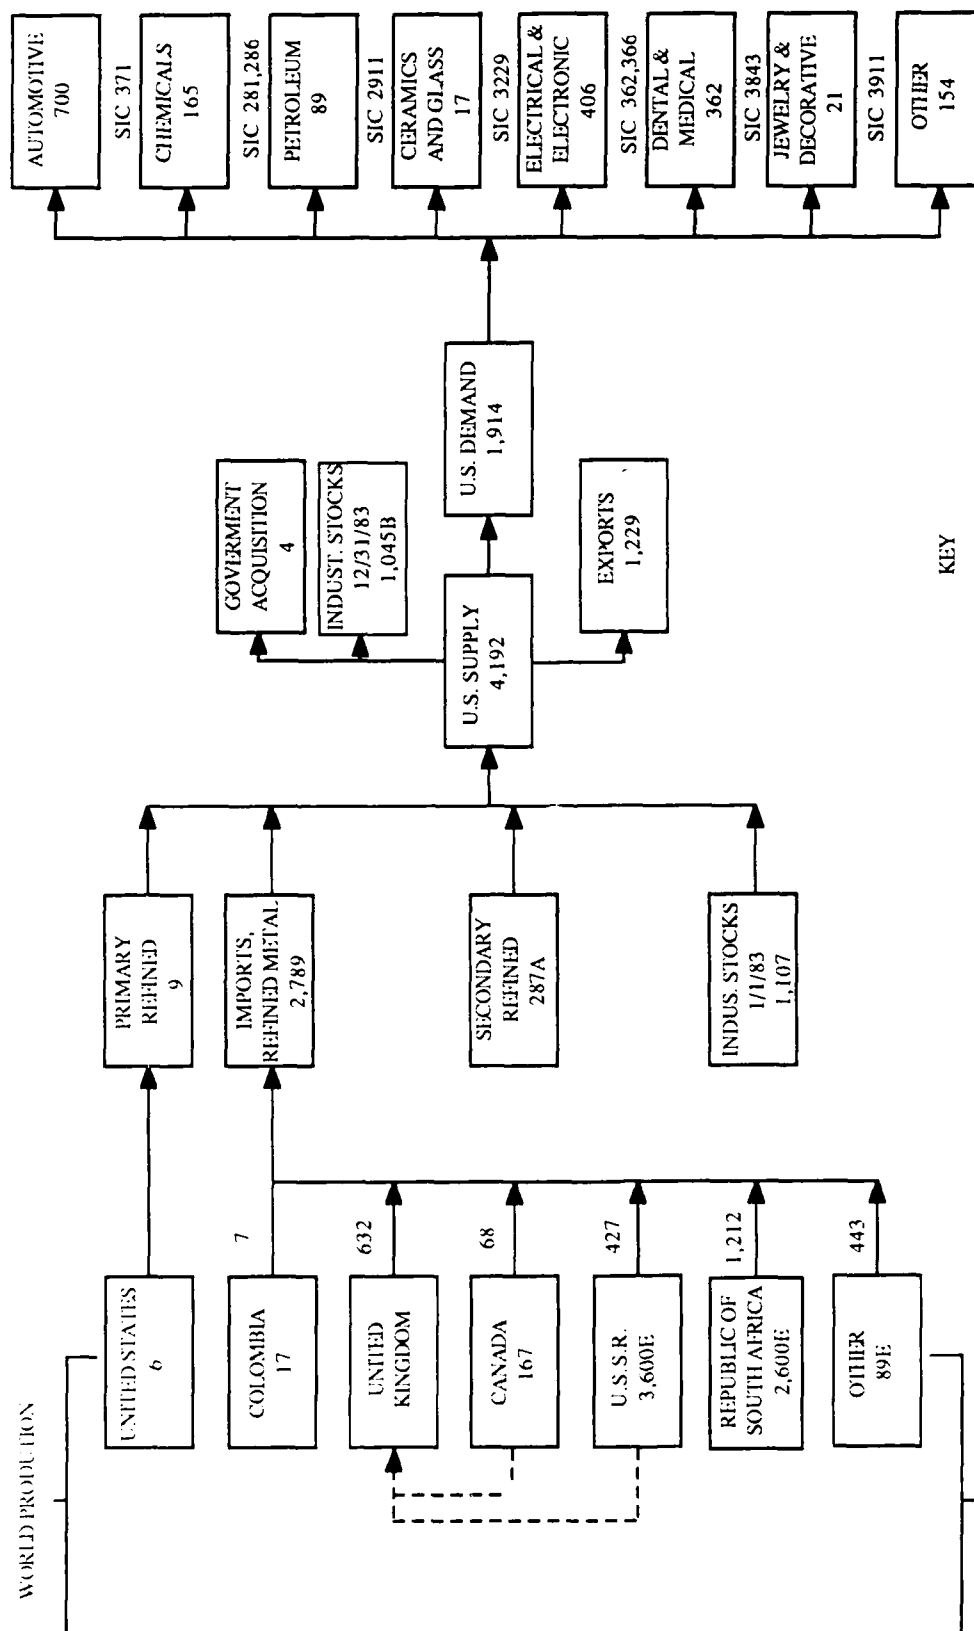 WORLD PRODUCTION
UNITED STATES
6
COLOMBIA
17
UNITED
KINGDOM
CANADA
167
U.S.S.R.
3,600E
REPUBLIC OF
SOUTH AFRICA
2,600E
OTHER
89E
7
632
68
427
1,212
443
PRIMARY
REFINED
9
IMPORTS,
REFINED METAL
2,789
SECONDARY
REFINED
287A
INDUS. STOCKS
1/1/83
1,107
U.S. SUPPLY
4,192
GOVERMENT
ACQUISITION
4
INDUST. STOCKS
12/31/83
1,045B
EXPORTS
1,229
U.S. DEMAND
1,914
KEY
AUTOMOTIVE
700
SIC 371
CHEMICALS
165
SIC 281,286
PETROLEUM
89
SIC 2911
CERAMICS
AND GLASS
17
SIC 3229
ELECTRICAL &
ELECTRONIC
406
SIC 362,366
DENTAL &
MEDICAL
362
SIC 3843
JEWELRY &
DECORATIVE
21
SIC 3911
OTHER
154